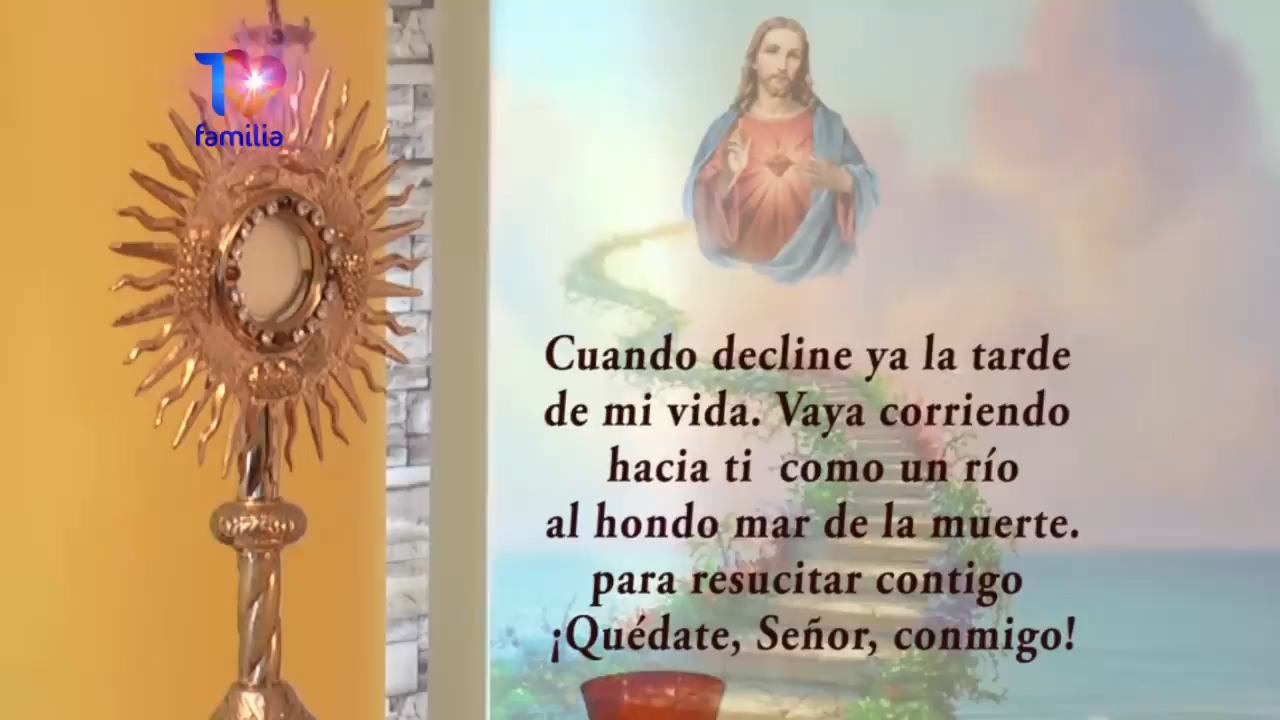 familia
Cuando decline ya la tarde
de mi vida. Vaya corriendo
hacia ti como un río
al hondo mar de la muerte.
para resucitar contigo
¡Quédate, Señor, conmigo!